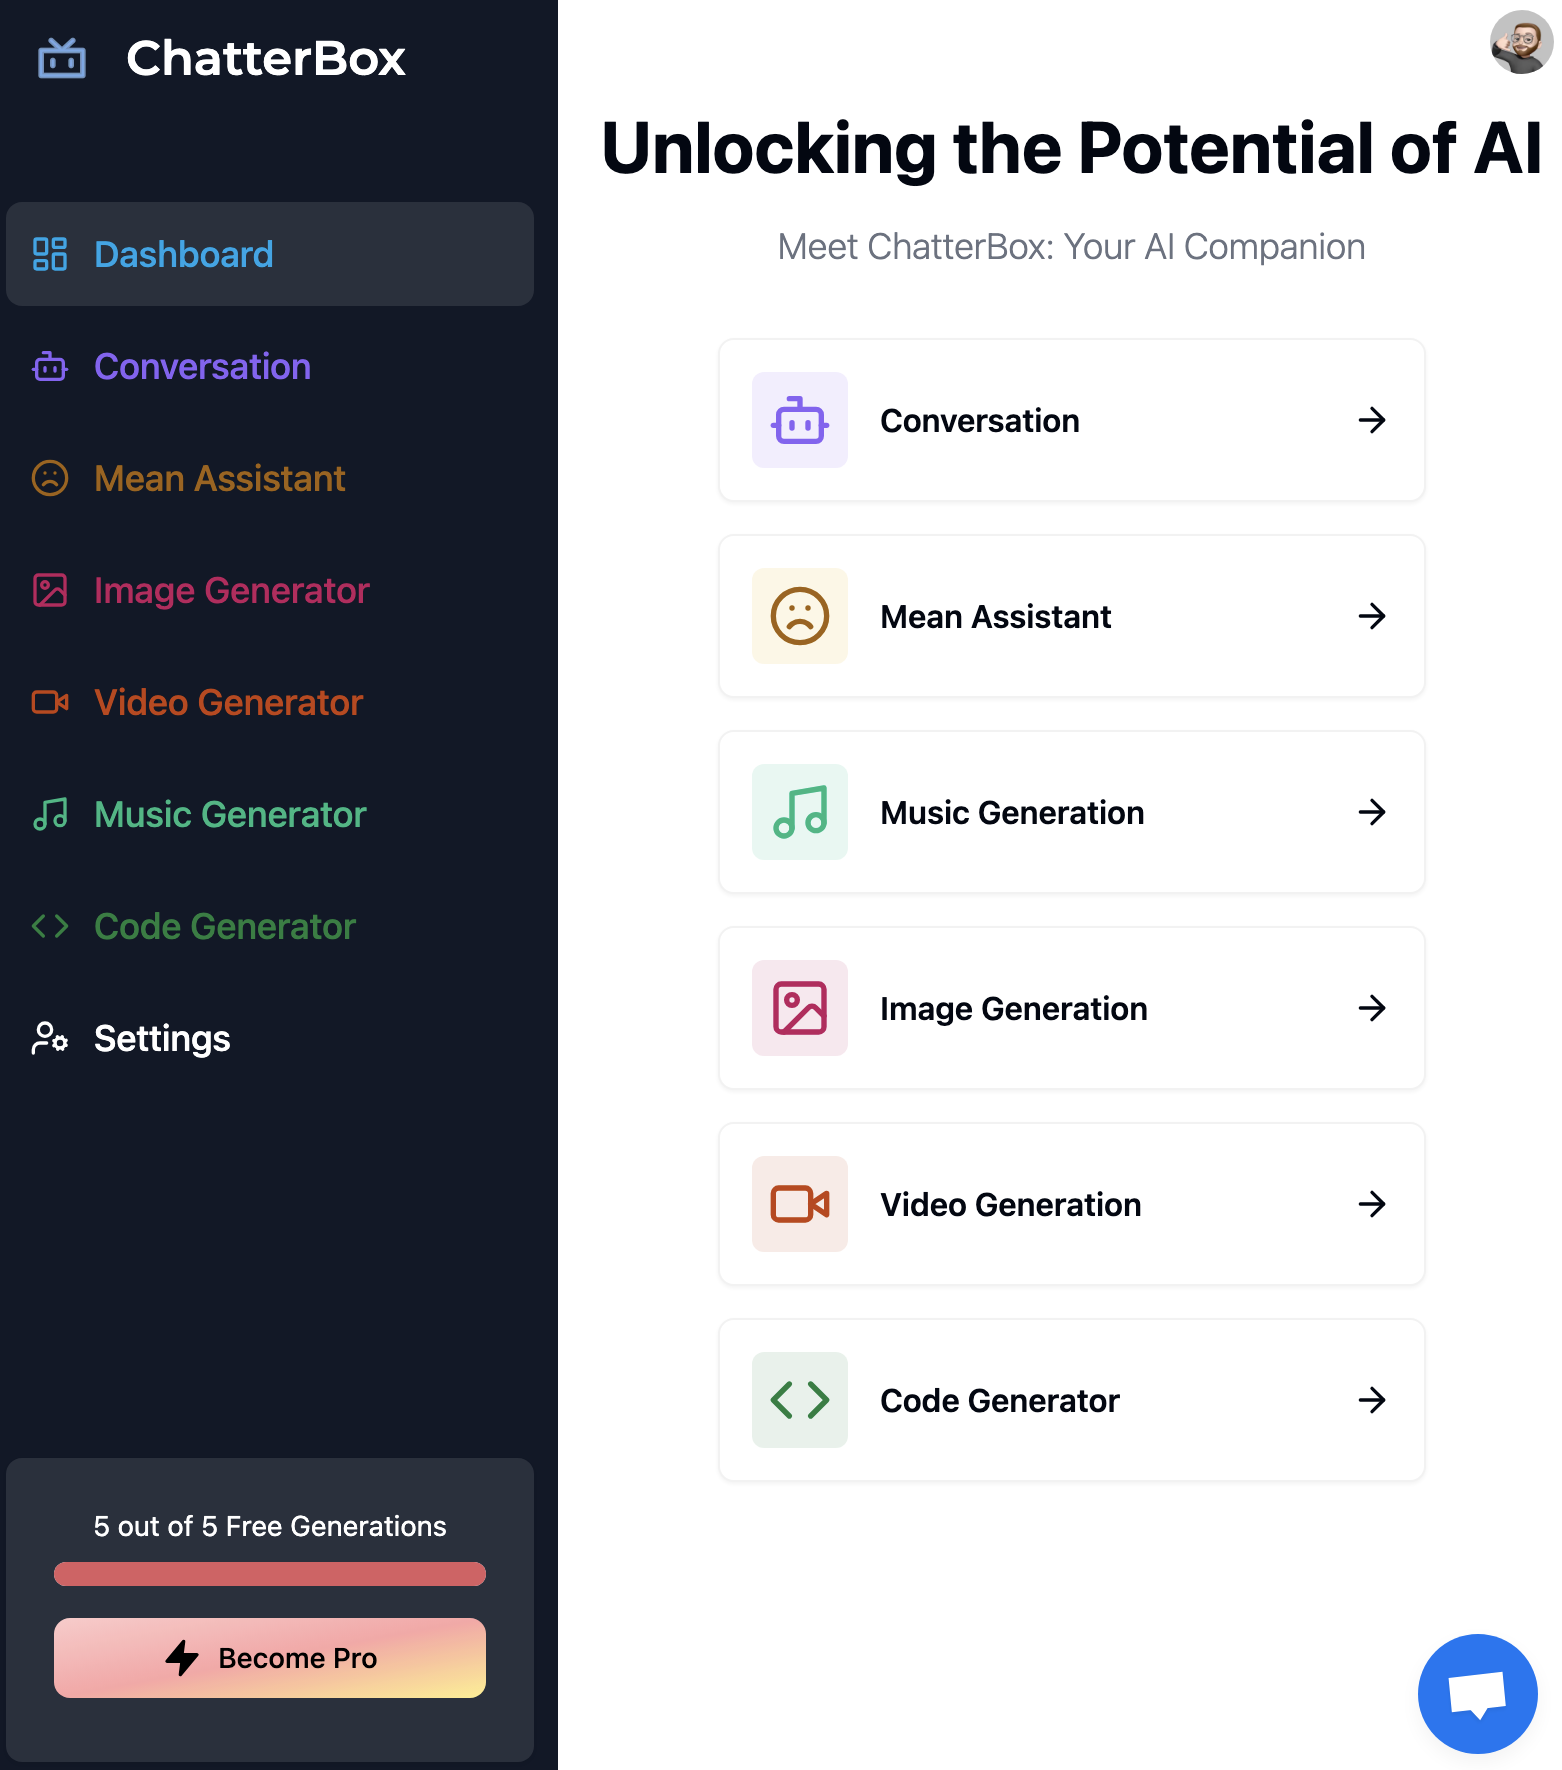 ChatterBox
Dashboard
Conversation
Mean Assistant
Image Generator
Video Generator
Music Generator
Code Generator
Settings
5 out of 5 Free Generations
Become Pro
Unlocking the Potential of AI
Meet ChatterBox: Your AI Companion
Conversation
Mean Assistant
Music Generation
Image Generation
Video Generation
Code Generator